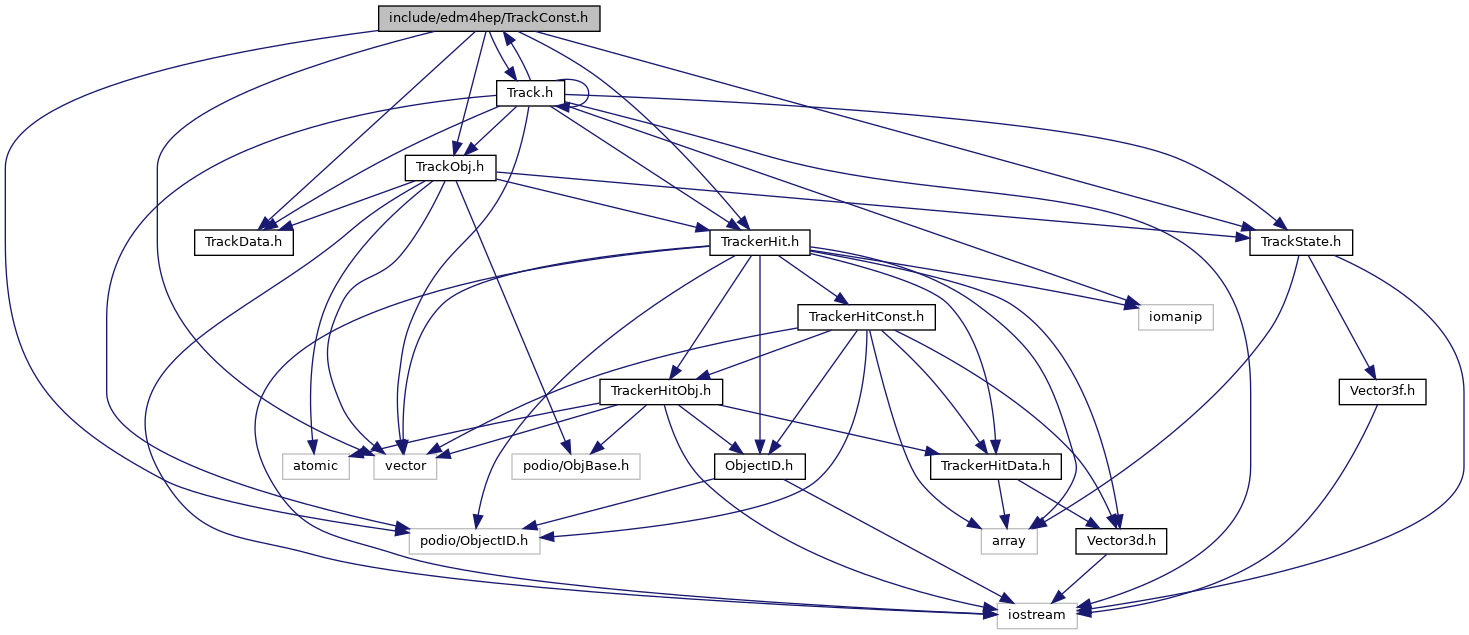 include/edm4hep/TrackConst.h
Track.h
TrackObj.h
TrackData.h
TrackerHit.h
TrackState.h
TrackerHitConst.h
iomanip
TrackerHitObj.h
Vector3f.h
atomic
vector
podio/ObjBase.h
ObjectID.h
TrackerHitData.h
podio/ObjectID.h
array
Vector3d.h
iostream